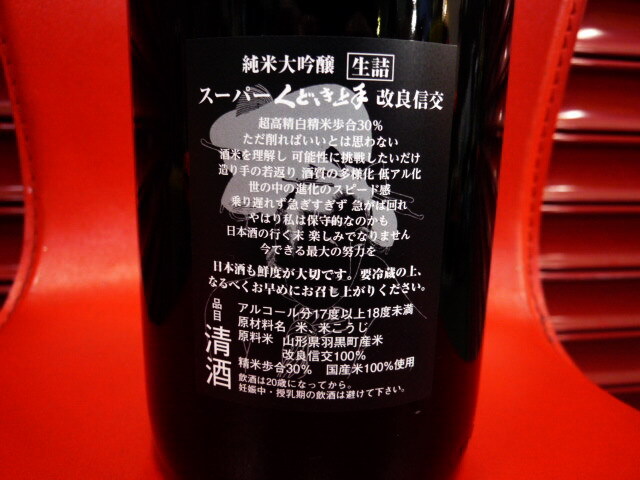 純米大吟醸 生詰
スーパーくどき上手 改良信交
超高精白精米歩合30%
ただ削ればいいとは思わない
酒米を理解し 可能性に挑戦したいだけ
造り手の若返り 酒質の多様化 低アル化
世の中の進化のスピード感
乗り遅れず急ぎすぎず 急がば回れ
やはり私は保守的なのかも
日本酒の行く末 楽しみでなりません
今できる最大の努力を
日本酒も鮮度が大切です。要冷蔵の上、
なるべくお早めにお召し上がりください。
品目 清酒
アルコール分17度以上18度未満
原材料名 米、米こうじ
原料米 山形県羽黒町産米
改良信交100%
精米歩合30% 国産米100%使用
飲酒は20歳になってから。
妊娠中・授乳期の飲酒は避けて下さい。